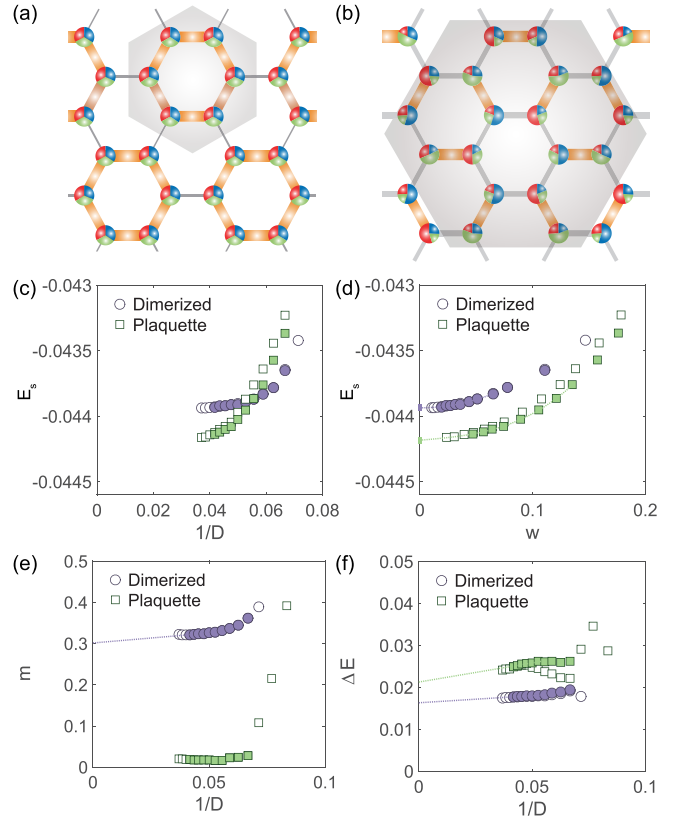 (a)
(b)
(c)
-0.043
-0.0435
-0.044
-0.0445
E_s
Dimerized
Plaquette
0
0.02
0.04
0.06
0.08
1/D
(d)
-0.043
-0.0435
-0.044
-0.0445
E_s
Dimerized
Plaquette
0
0.1
0.2
w
(e)
0.5
0.4
0.3
0.2
0.1
0
m
Dimerized
Plaquette
0
0.05
0.1
1/D
(f)
0.05
0.04
0.03
0.02
0.01
0
ΔE
Dimerized
Plaquette
0
0.05
0.1
1/D